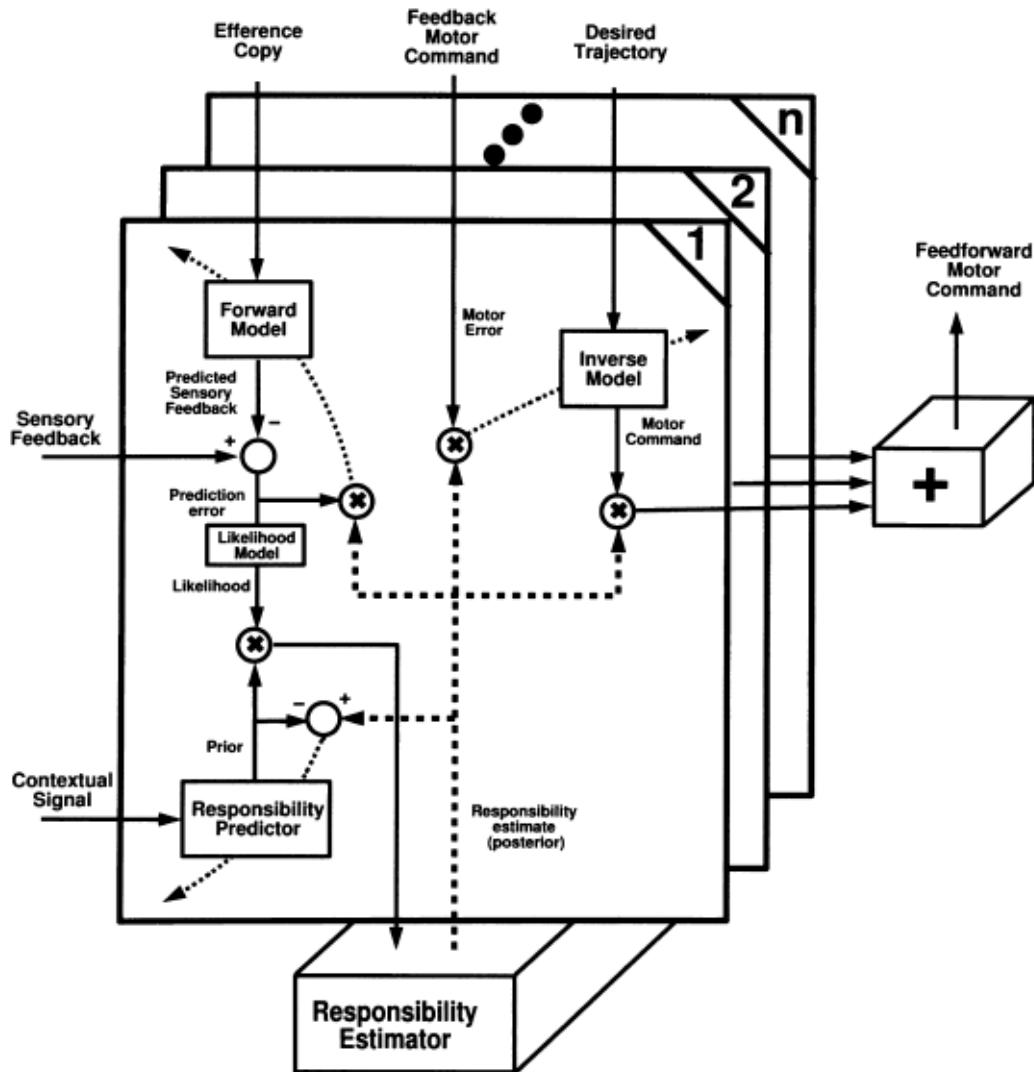 Efference
Copy
Feedback
Motor
Command
Desired
Trajectory
n
2
1
Feedforward
Motor
Command
Forward
Model
Motor
Error
Inverse
Model
Predicted
Sensory
Feedback
−
Sensory
Feedback
+
Motor
Command
+
Prediction
error
Likelihood
Model
Likelihood
−
+
Prior
Contextual
Signal
Responsibility
Predictor
Responsibility
estimate
(posterior)
Responsibility
Estimator